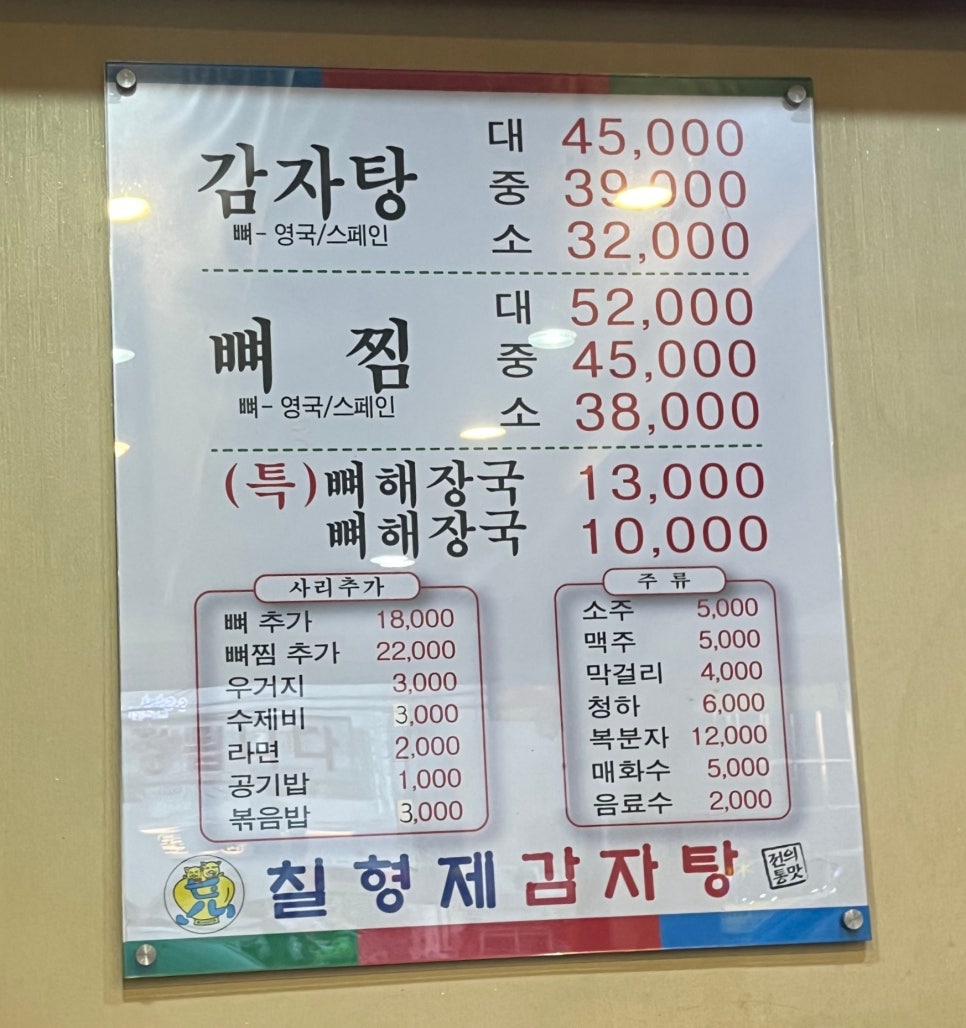 감자탕 대 45,000
중 39,000
뼈- 영국/스페인 소 32,000
뼈 찜 대 52,000
중 45,000
뼈- 영국/스페인 소 38,000
(특)뼈해장국 13,000
뼈해장국 10,000
사리추가
뼈 추가 18,000
뼈찜 추가 22,000
우거지 3,000
수제비 3,000
라면 2,000
공기밥 1,000
볶음밥 3,000
주 류
소주 5,000
맥주 5,000
막걸리 4,000
청하 6,000
복분자 12,000
매화수 5,000
음료수 2,000
칠형제감자탕
전의
통맛